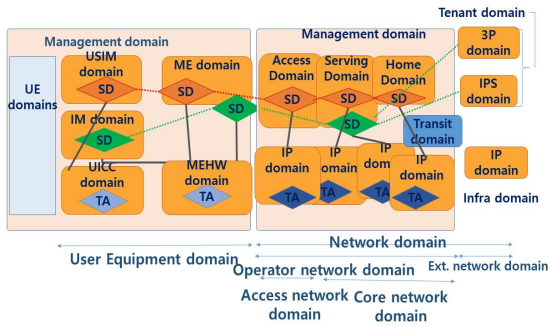 Tenant domain
Management domain
Management domain
3P
domain
USIM
domain
SD
ME domain
SD
Access
Domain
SD
Serving
Domain
SD
Home
Domain
SD
UE
domains
IM domain
SD
SD
SD
IPS
domain
Transit
domain
UICC
domain
TA
MEHW
domain
TA
IP
domain
TA
IP
domain
TA
IP
domain
TA
IP
domain
TA
IP
domain
Infra domain
Network domain
User Equipment domain
Operator network domain
Ext. network domain
Access network
domain
Core network
domain